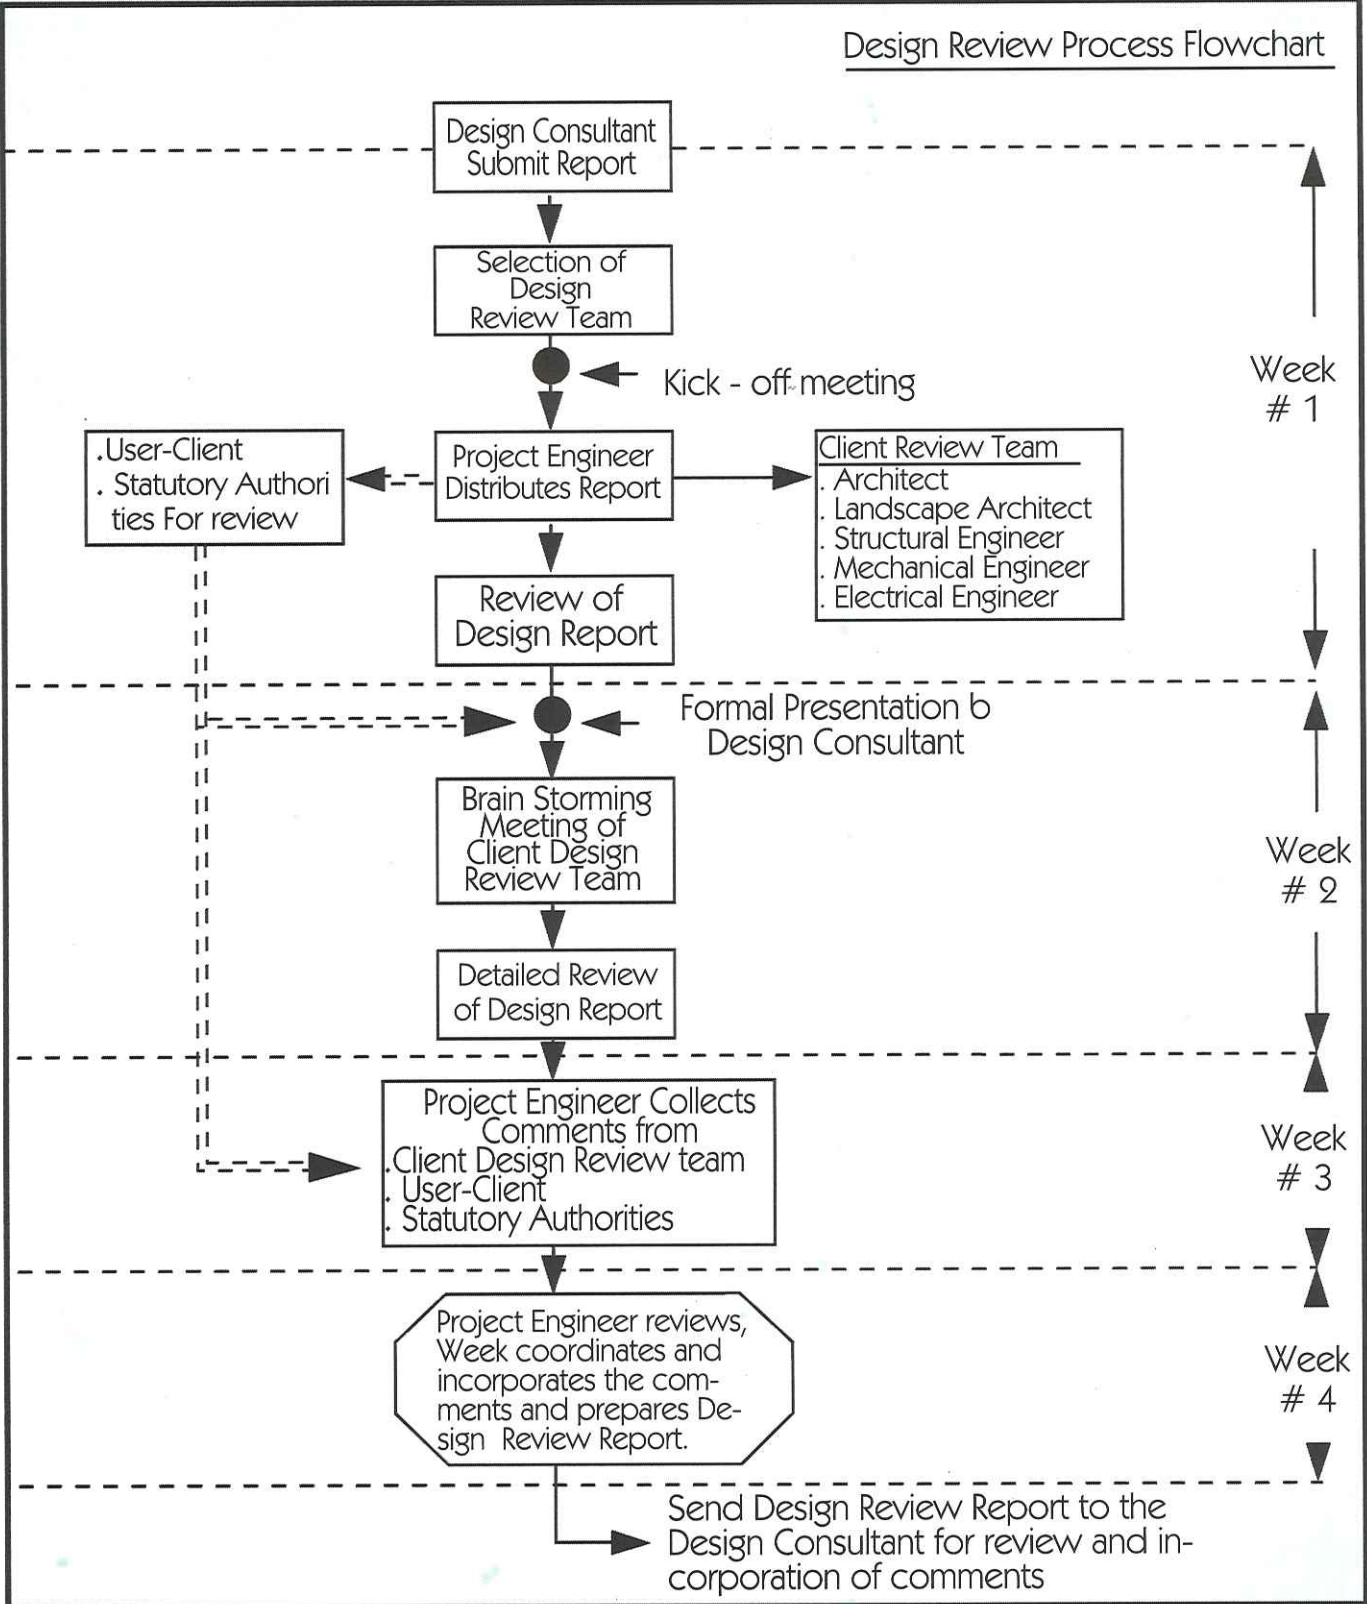 Design Review Process Flowchart
Design Consultant
Submit Report
Selection of
Design
Review Team
Kick - off meeting
Week
# 1
.User-Client
. Statutory Authori
ties For review
Project Engineer
Distributes Report
Client Review Team
. Architect
. Landscape Architect
. Structural Engineer
. Mechanical Engineer
. Electrical Engineer
Review of
Design Report
Formal Presentation b
Design Consultant
Brain Storming
Meeting of
Client Design
Review Team
Week
# 2
Detailed Review
of Design Report
Project Engineer Collects
Comments from
.Client Design Review team
. User-Client
. Statutory Authorities
Week
# 3
Project Engineer reviews,
Week coordinates and
incorporates the com-
ments and prepares De-
sign Review Report.
Week
# 4
Send Design Review Report to the
Design Consultant for review and in-
corporation of comments